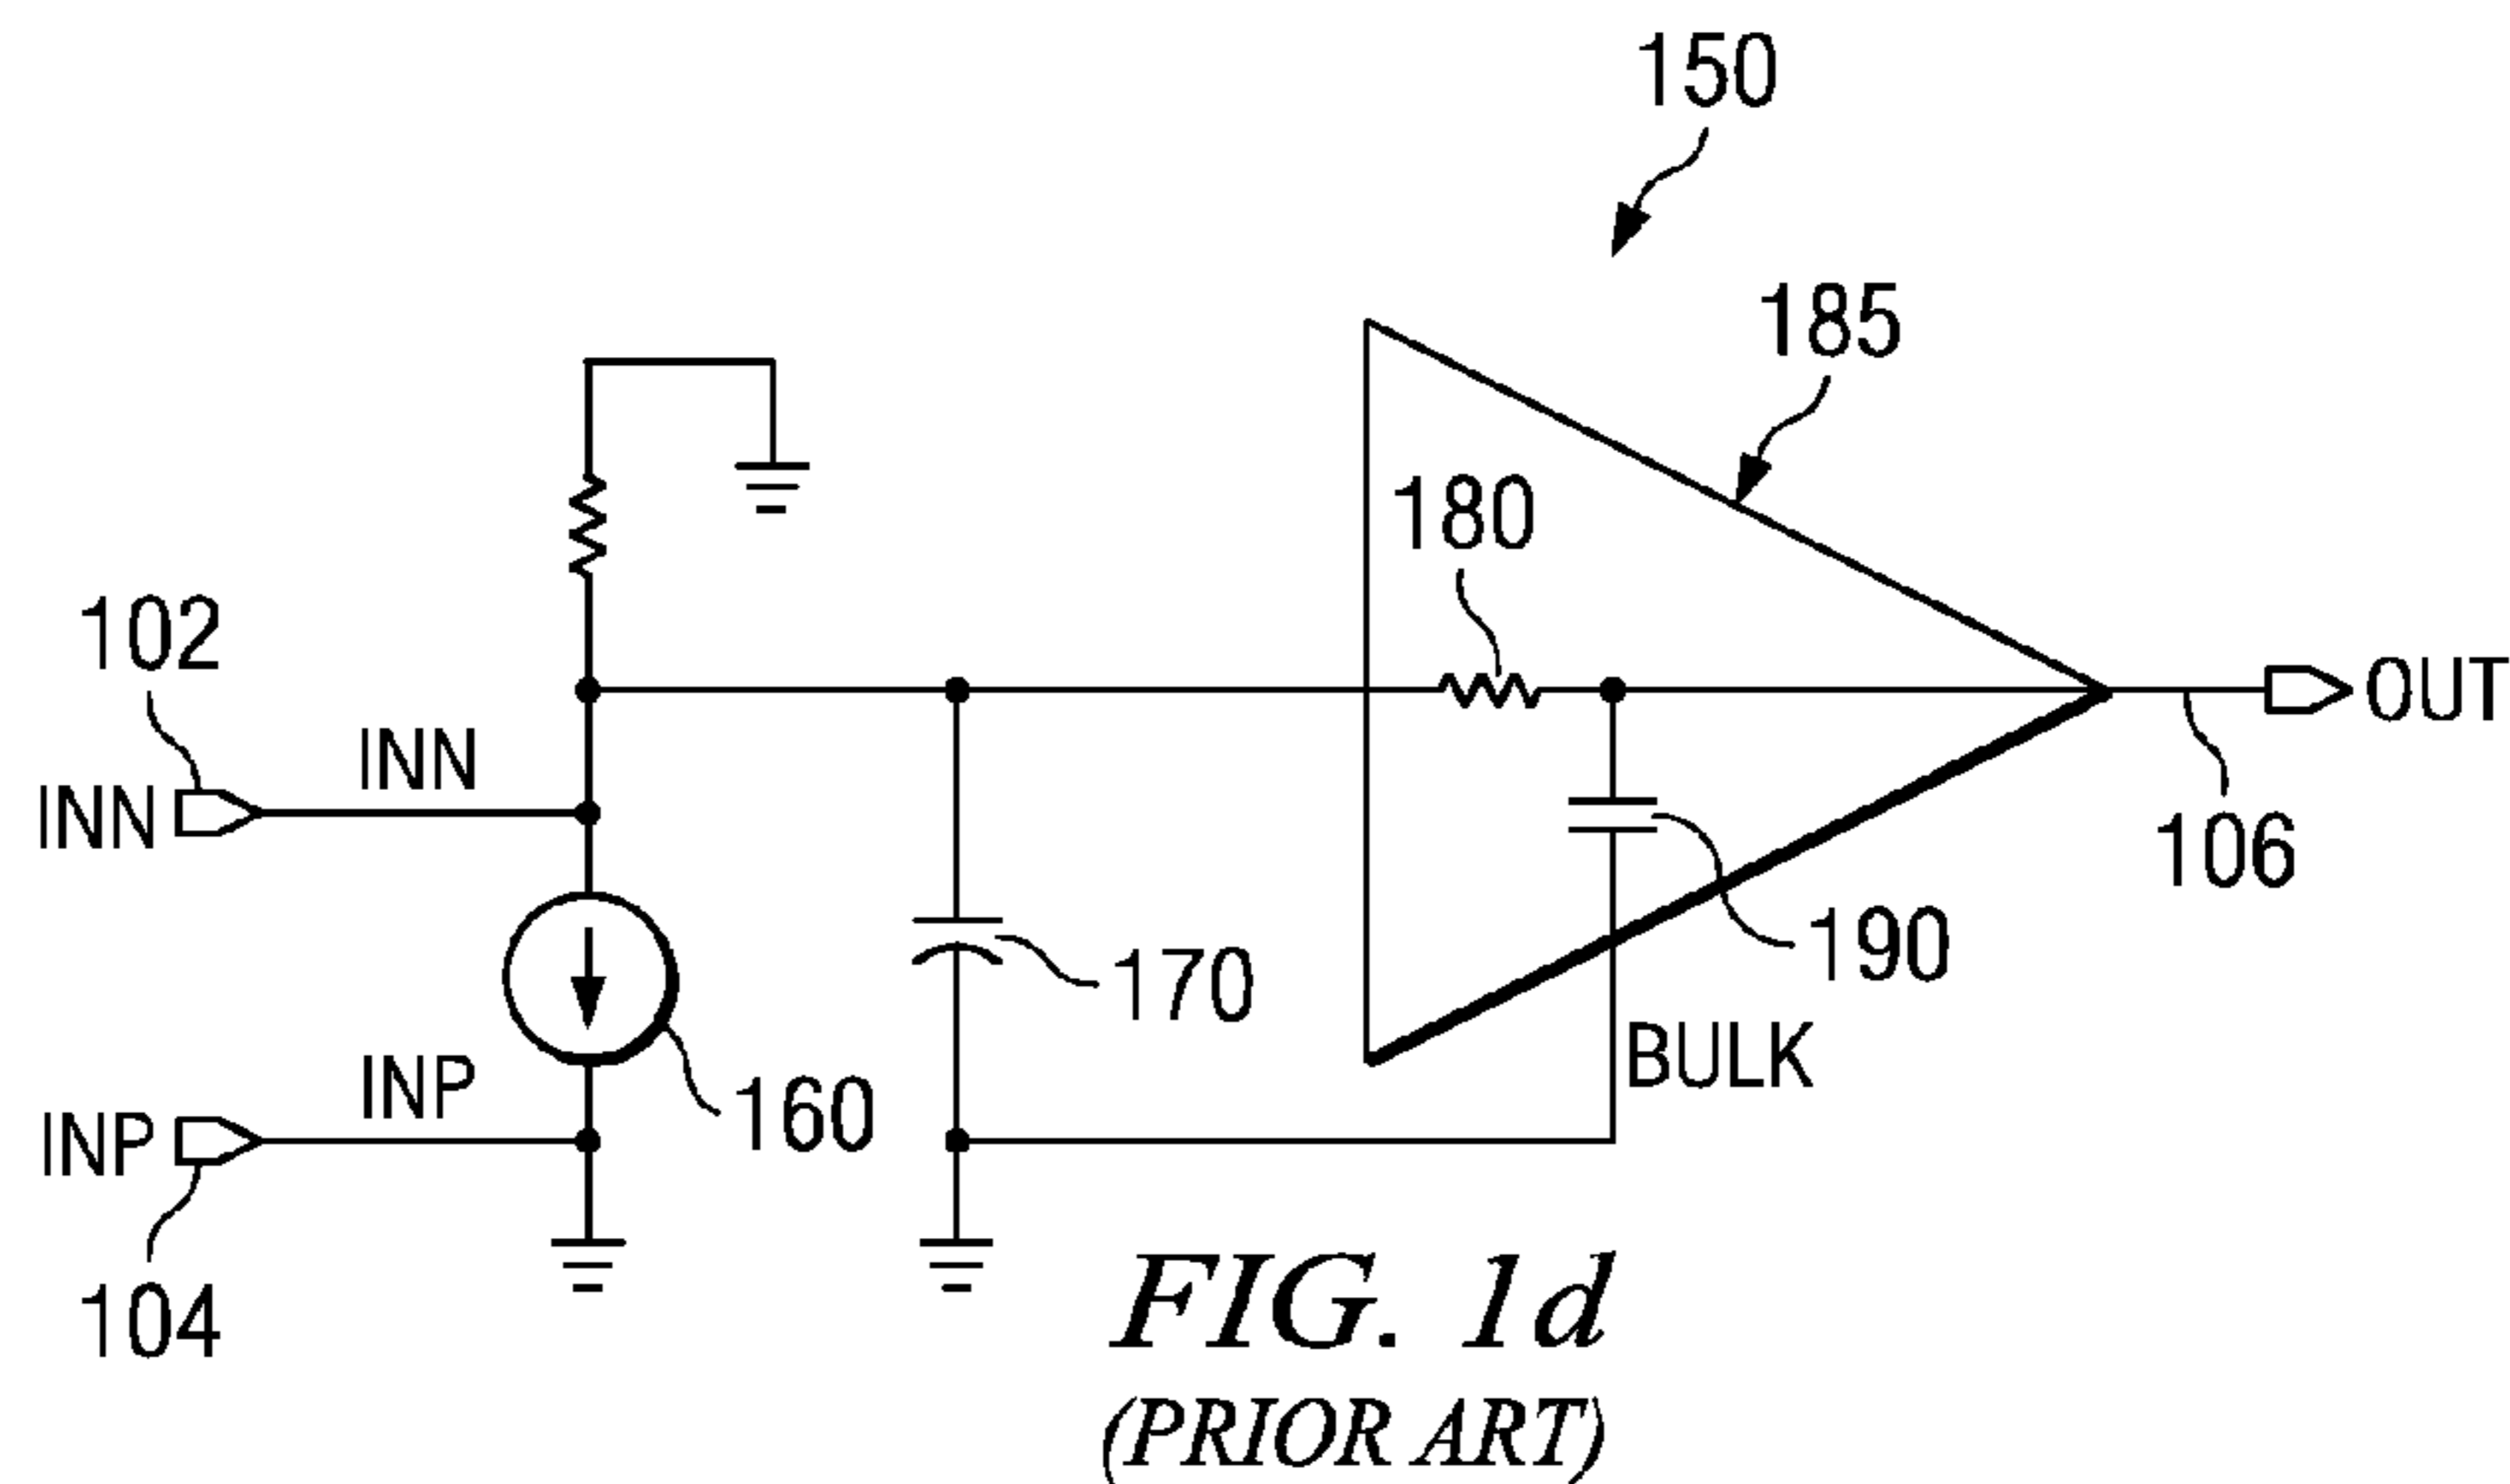 150
185
180
102
INN
INN
OUT
106
190
170
BULK
INP
INP
160
104
FIG. 1d
(PRIOR ART)